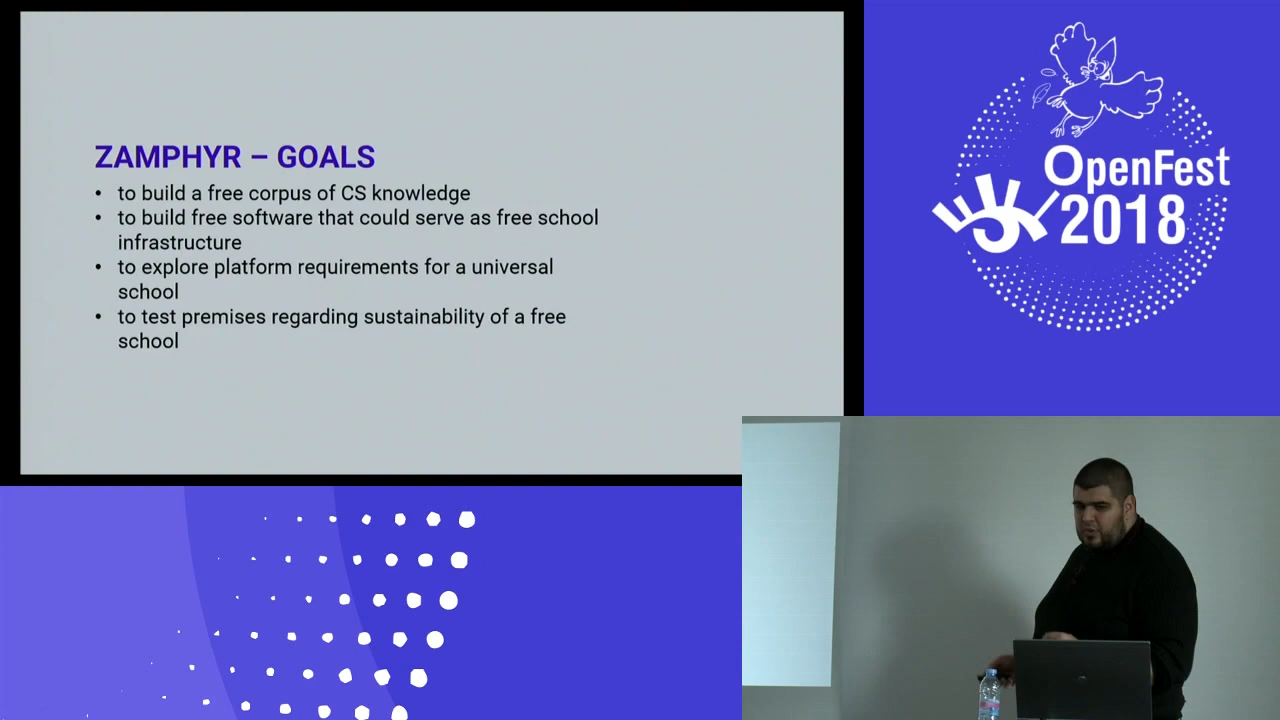 ZAMPHYR – GOALS
• to build a free corpus of CS knowledge
• to build free software that could serve as free school
infrastructure
• to explore platform requirements for a universal
school
• to test premises regarding sustainability of a free
school
OpenFest
2018